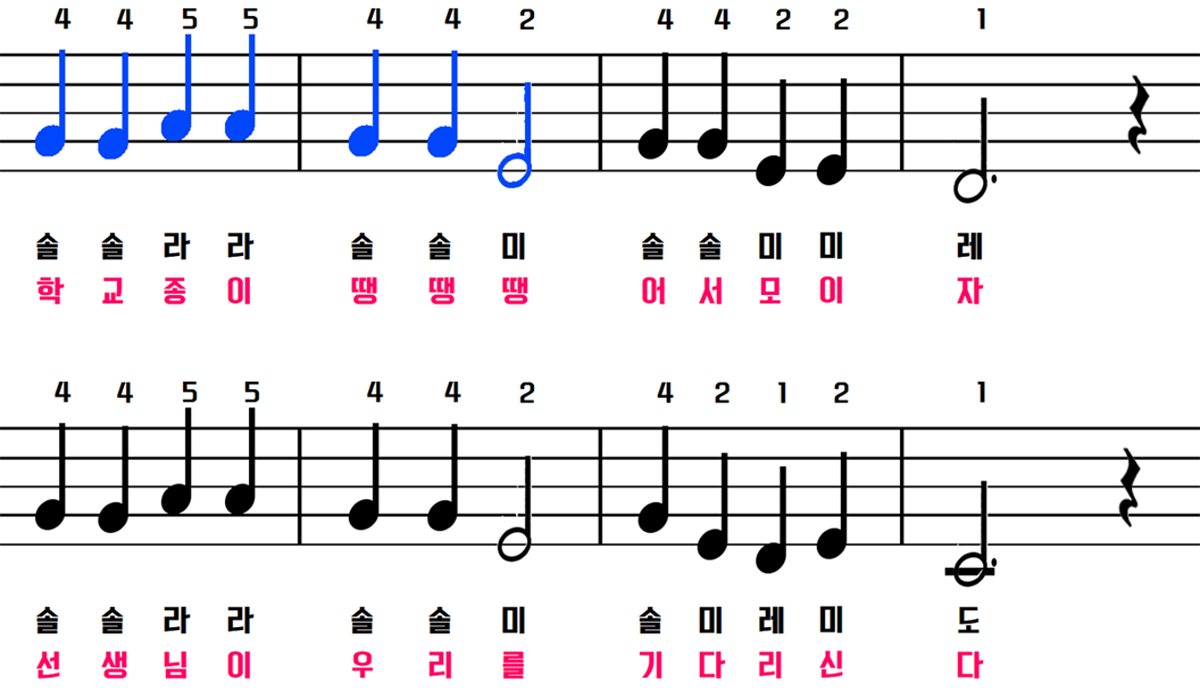 4 4 5 5 4 4 2 4 4 2 2 1
솔 솔 라 라 솔 솔 미 솔 솔 미 미 레
학 교 종 이 땡 땡 땡 어 서 모 이 자
4 4 5 5 4 4 2 4 2 1 2 1
솔 솔 라 라 솔 솔 미 솔 미 레 미 도
선 생 님 이 우 리 를 기 다 리 신 다